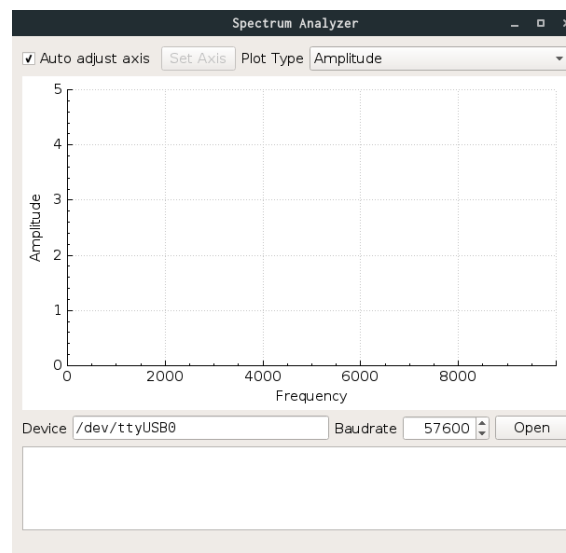 Spectrum Analyzer
Auto adjust axis Set Axis Plot Type Amplitude
5
4
3
2
1
0
Amplitude
0 2000 4000 6000 8000
Frequency
Device /dev/ttyUSB0 Baudrate 57600 Open